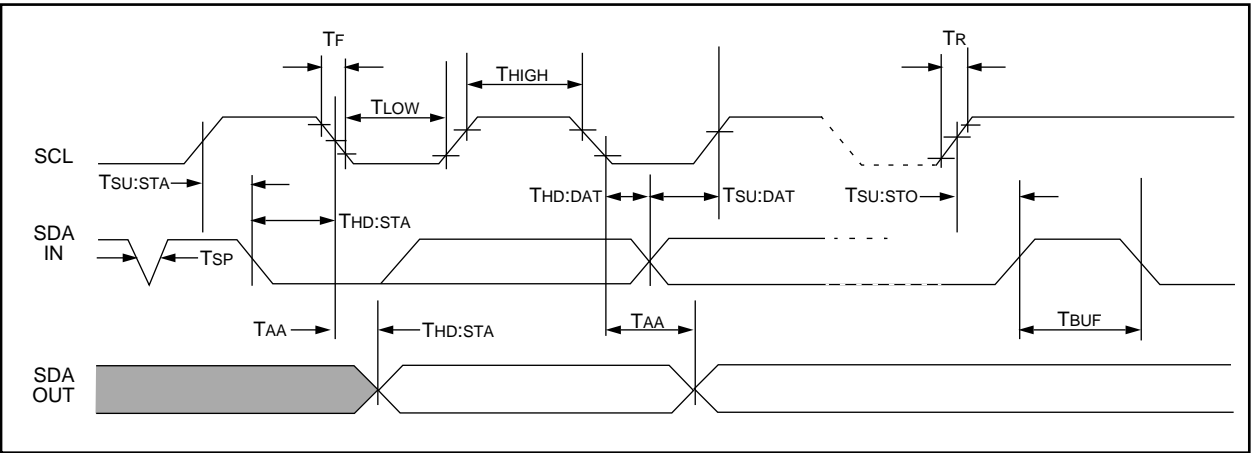 TF
TR
THIGH
TLOW
SCL
TSU:STA
THD:DAT
TSU:DAT
TSU:STO
THD:STA
SDA
IN
TSP
TAA
THD:STA
TAA
TBUF
SDA
OUT